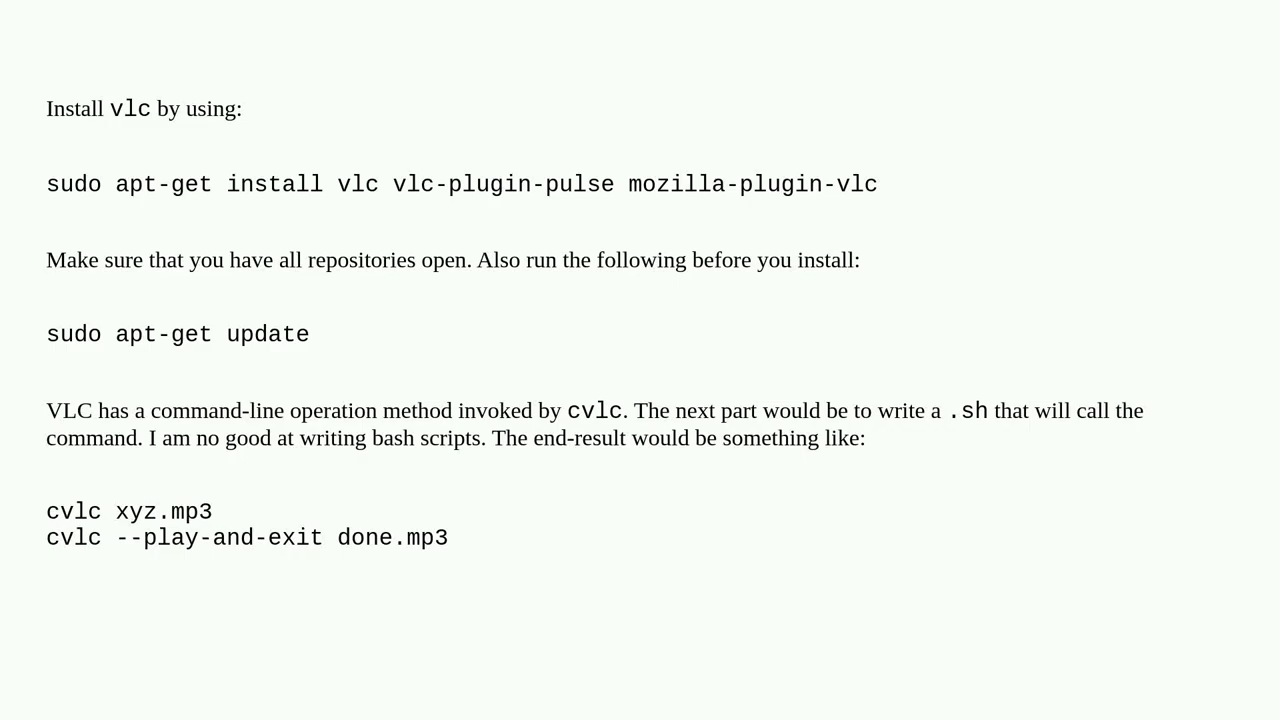 Install vlc by using:
sudo apt-get install vlc vlc-plugin-pulse mozilla-plugin-vlc
Make sure that you have all repositories open. Also run the following before you install:
sudo apt-get update
VLC has a command-line operation method invoked by cvlc. The next part would be to write a .sh that will call the
command. I am no good at writing bash scripts. The end-result would be something like:
cvlc xyz.mp3
cvlc --play-and-exit done.mp3